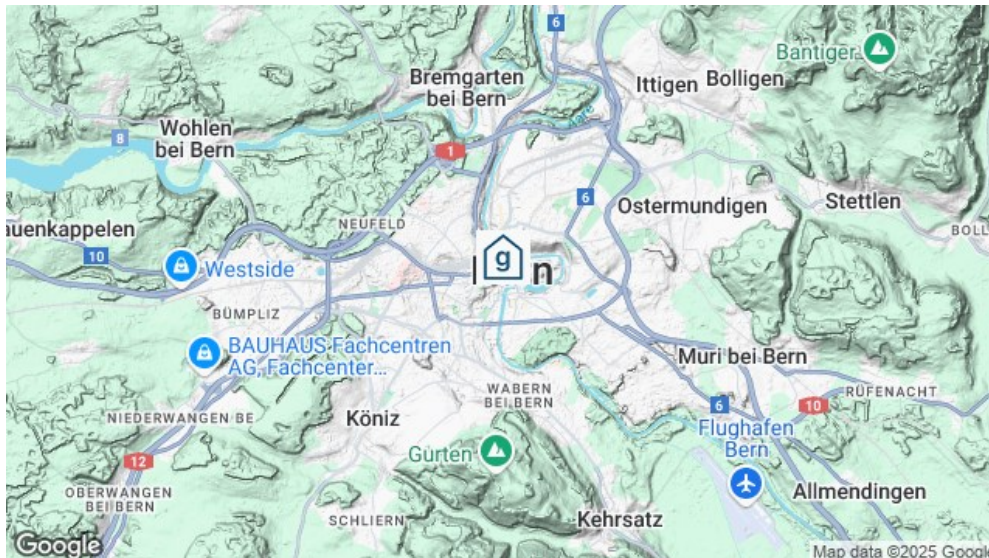 6
Bantiger
Bremgarten
bei Bern
Ittigen
Bolligen
Aare
8
Wohlen
bei Bern
1
6
Ostermundigen
Stettlen
NEUFELD
auenkappelen
BOLL
10
g
n
Westside
BÜMPLIZ
BAUHAUS Fachcentren
AG, Fachcenter...
Muri bei Bern
WABERN
BEI BERN
RÜFENACHT
6
10
NIEDERWANGEN BE
Köniz
Flughafen
Bern
Gurten
12
OBERWANGEN
BEI BERN
Allmendingen
SCHLIERN
Kehrsatz
Google
Map data ©2025 Google